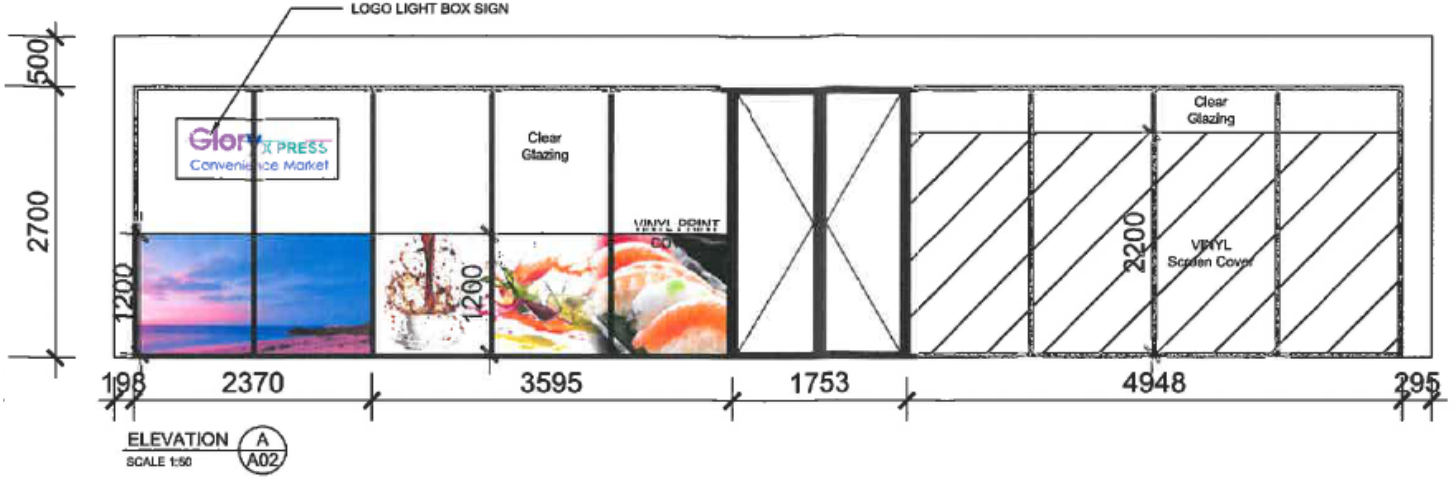 LOGO LIGHT BOX SIGN
500
2700
Glory XPRESS
Convenience Market
Clear
Glazing
VINYL PRINT
1200
1200
Clear
Glazing
2200
VINYL
Screen Cover
198
2370
3595
1753
4948
295
ELEVATION
SCALE 1:50
A
A02